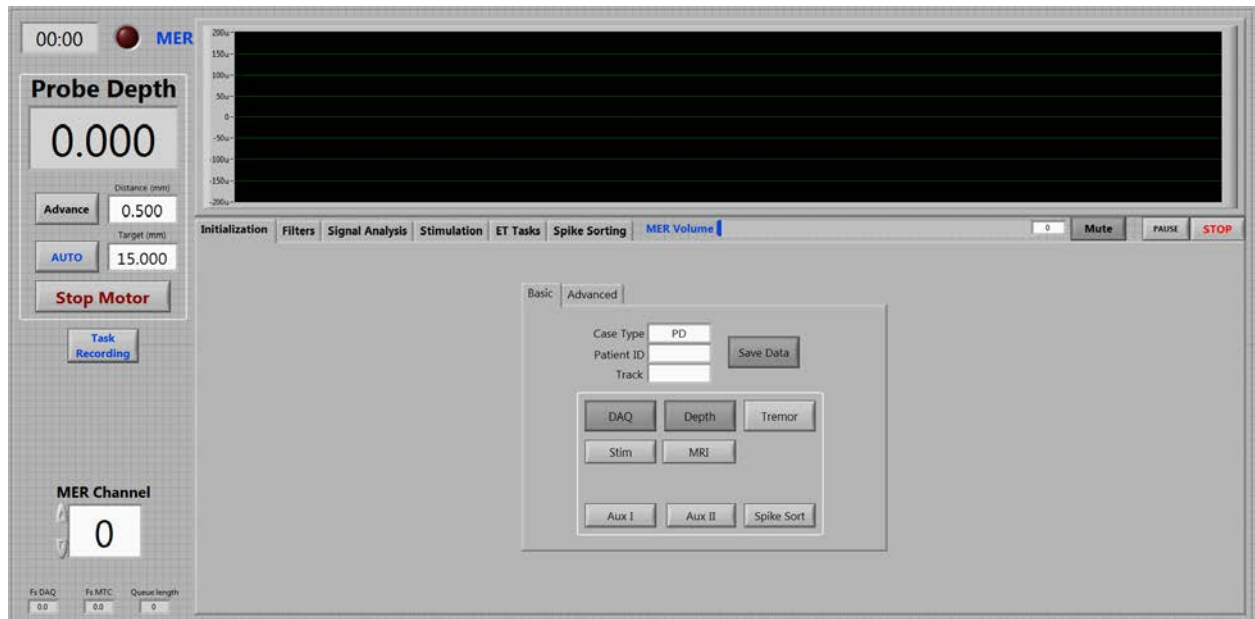 00:00
MER
Probe Depth
0.000
Distance (mm)
Advance
0.500
Target (mm)
AUTO
15.000
Stop Motor
Task
Recording
MER Channel
0
Fs DAQ Fs MTC Queue length
0.0 0.0 0
200u
150u
100u
50u
0
-50u
-100u
-150u
-200u
Initialization Filters Signal Analysis Stimulation ET Tasks Spike Sorting MER Volume 0 Mute PAUSE STOP
Basic Advanced
Case Type PD
Patient ID
Save Data
Track
DAQ Depth Tremor
Stim MRI
Aux I Aux II Spike Sort